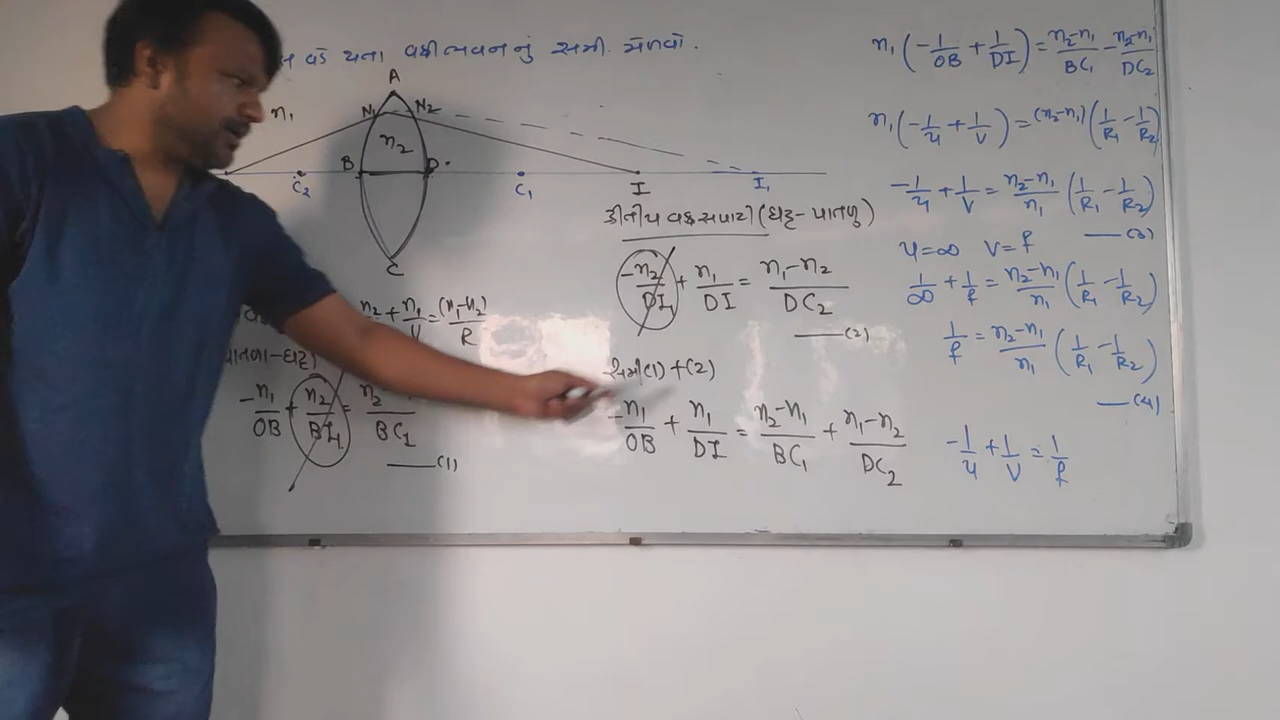 વડે થતા વક્રીભવનનું સમી. મેળવો.
n₁
A
N₁ N₂
n₂
B D
C₂ C₁ I I₁
C
n₂ + n₁/V = (n₁-n₂)/R
પાતળા-ઘટ્ટ)
-n₁/OB + n₂/BI₁ = n₂-/BC₁
——(1)
દ્વીતીય વક્રસપાટી (ઘટ્ટ-પાતળુ)
-n₂/DI₁ + n₁/DI = n₁-n₂/DC₂
——(2)
સમી(1)+(2)
-n₁/OB + n₁/DI = n₂-n₁/BC₁ + n₁-n₂/DC₂
n₁(-1/OB + 1/DI) = n₂-n₁/BC₁ - n₂-n₁/DC₂
n₁(-1/u + 1/V) = (n₂-n₁)(1/R₁ - 1/R₂)
-1/u + 1/V = n₂-n₁/n₁ (1/R₁ - 1/R₂)
——(3)
u=∞ V=f
1/∞ + 1/f = n₂-n₁/n₁ (1/R₁ - 1/R₂)
1/f = n₂-n₁/n₁ (1/R₁ - 1/R₂)
——(4)
-1/u + 1/V = 1/f